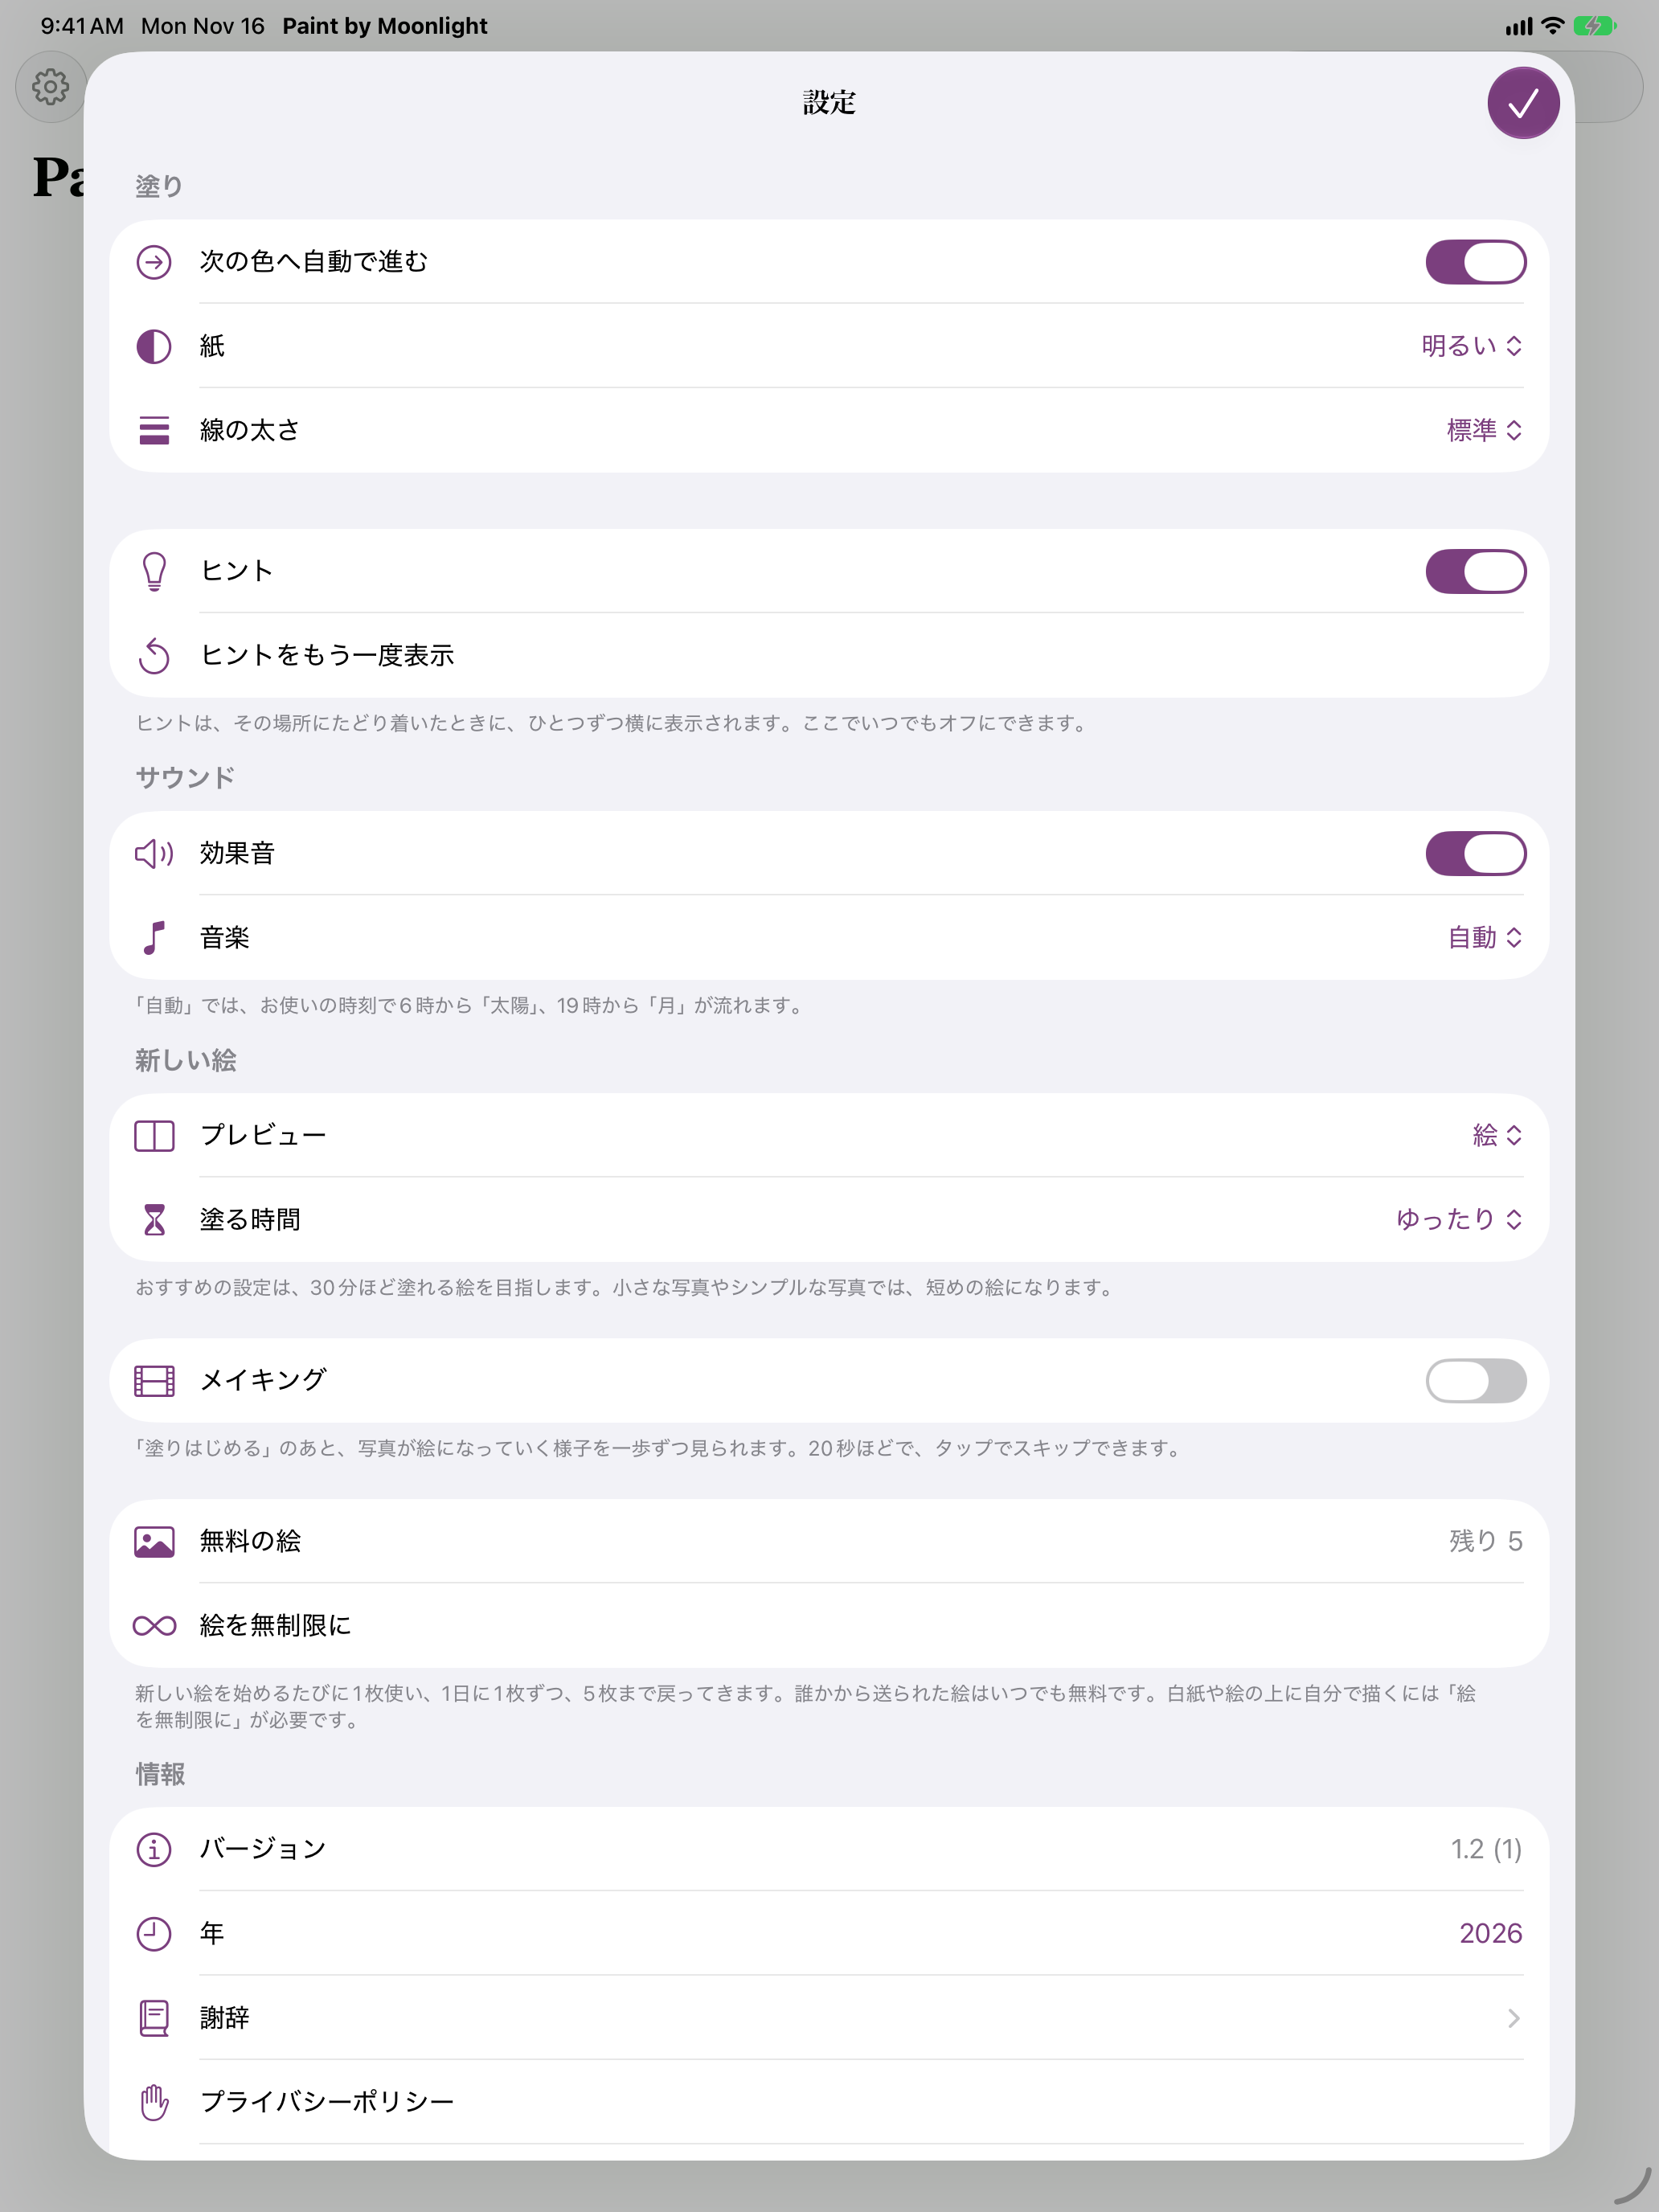 9:41 AM Mon Nov 16 Paint by Moonlight
設定
塗り
次の色へ自動で進む
紙 明るい
線の太さ 標準
ヒント
ヒントをもう一度表示
ヒントは、その場所にたどり着いたときに、ひとつずつ横に表示されます。ここでいつでもオフにできます。
サウンド
効果音
音楽 自動
「自動」では、お使いの時刻で6時から「太陽」、19時から「月」が流れます。
新しい絵
プレビュー 絵
塗る時間 ゆったり
おすすめの設定は、30分ほど塗れる絵を目指します。小さな写真やシンプルな写真では、短めの絵になります。
メイキング
「塗りはじめる」のあと、写真が絵になっていく様子を一歩ずつ見られます。20秒ほどで、タップでスキップできます。
無料の絵 残り 5
絵を無制限に
新しい絵を始めるたびに1枚使い、1日に1枚ずつ、5枚まで戻ってきます。誰かから送られた絵はいつでも無料です。白紙や絵の上に自分で描くには「絵
を無制限に」が必要です。
情報
バージョン 1.2 (1)
年 2026
謝辞
プライバシーポリシー